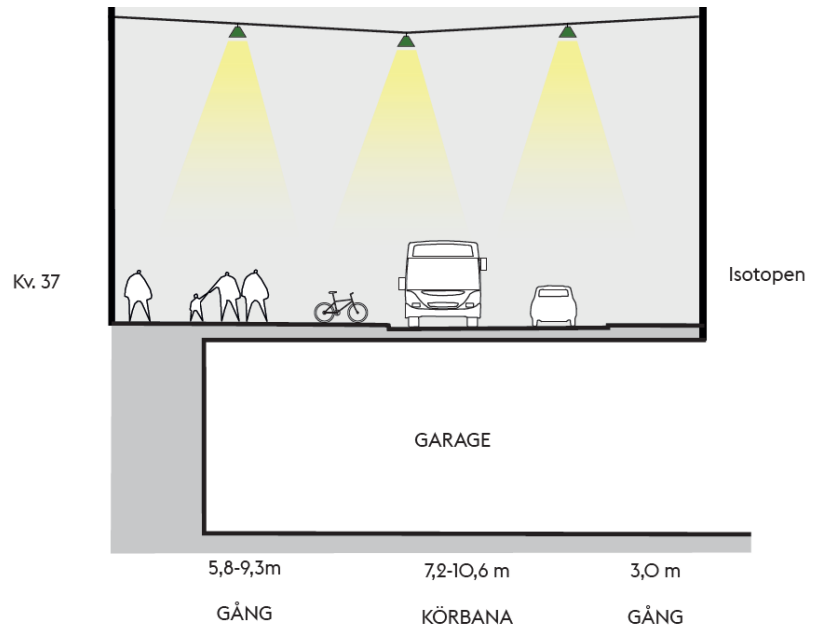 Kv. 37
Isotopen
GARAGE
5,8-9,3m
7,2-10,6 m
3,0 m
GÅNG
KÖRBANA
GÅNG